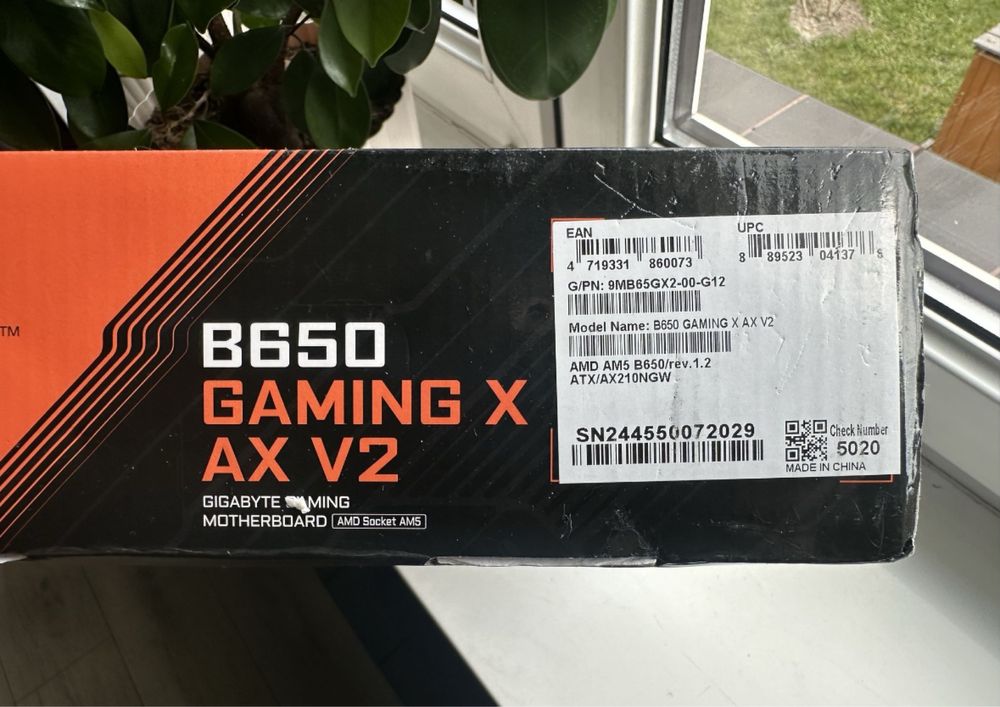 TM
B650
GAMING X
AX V2
GIGABYTE GAMING
MOTHERBOARD AMD Socket AM5
EAN
4 719331 860073
UPC
8 89523 04137 5
G/PN: 9MB65GX2-00-G12
Model Name: B650 GAMING X AX V2
AMD AM5 B650/rev.1.2
ATX/AX210NGW
SN244550072029
Check Number
5020
MADE IN CHINA